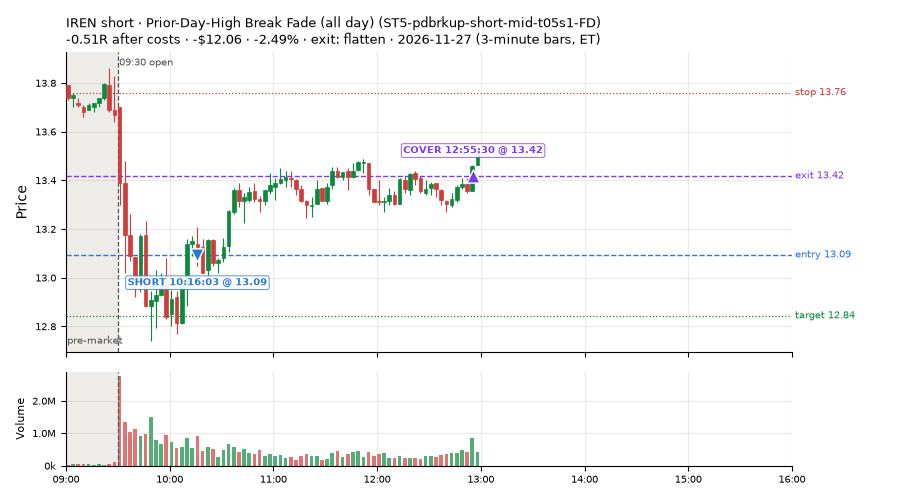 IREN short · Prior-Day-High Break Fade (all day) (ST5-pdbrkup-short-mid-t05s1-FD)
-0.51R after costs · -$12.06 · -2.49% · exit: flatten · 2026-11-27 (3-minute bars, ET)
09:30 open
13.8
stop 13.76
13.6
COVER 12:55:30 @ 13.42
13.4
exit 13.42
Price
13.2
entry 13.09
13.0
SHORT 10:16:03 @ 13.09
12.8
target 12.84
pre-market
Volume
2.0M
1.0M
0k
09:00
10:00
11:00
12:00
13:00
14:00
15:00
16:00